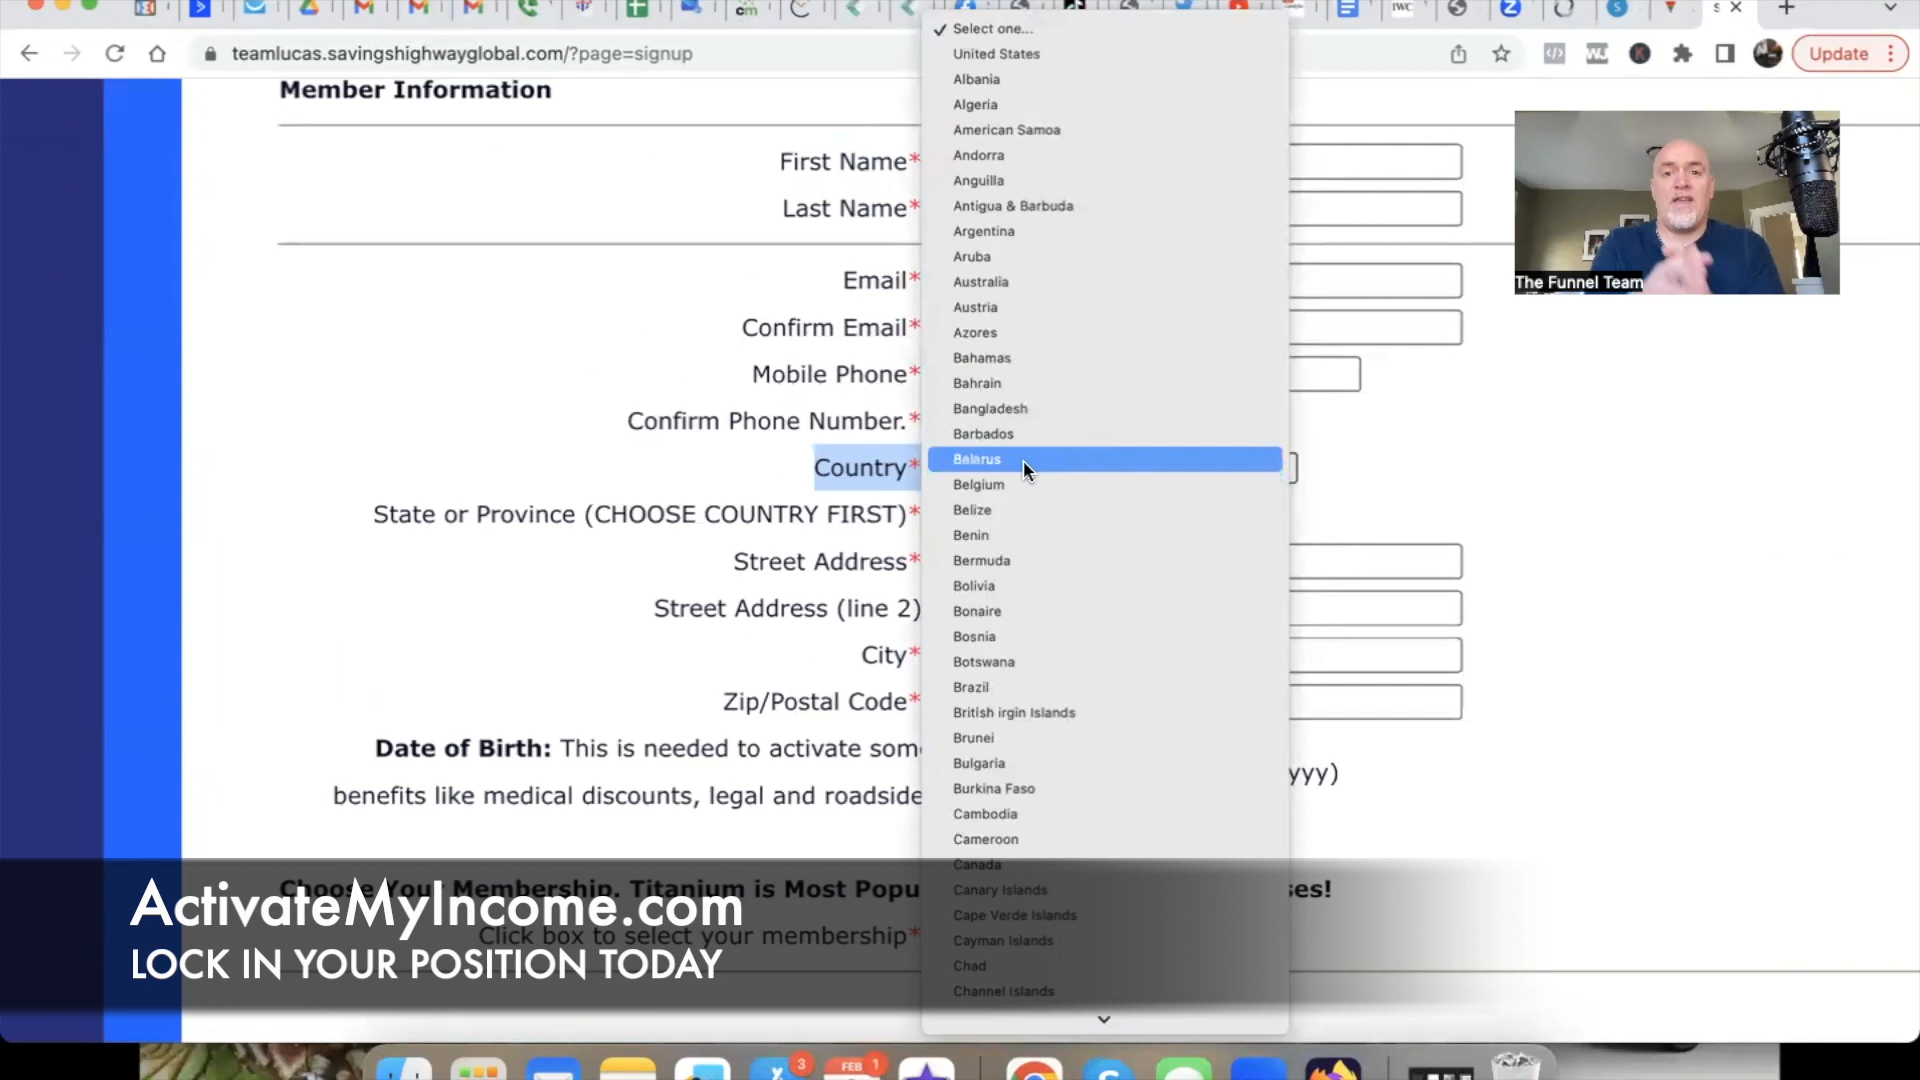 teamlucas.savingshighwayglobal.com/?page=signup
Update
Member Information
First Name*
Last Name*
Email*
Confirm Email*
Mobile Phone*
Confirm Phone Number.*
Country*
State or Province (CHOOSE COUNTRY FIRST)*
Street Address*
Street Address (line 2)
City*
Zip/Postal Code*
Date of Birth: This is needed to activate som
yyy)
benefits like medical discounts, legal and roadside
Choose Your Membership. Titanium is Most Popu
ses!
Click box to select your membership*
Select one...
United States
Albania
Algeria
American Samoa
Andorra
Anguilla
Antigua & Barbuda
Argentina
Aruba
Australia
Austria
Azores
Bahamas
Bahrain
Bangladesh
Barbados
Belarus
Belgium
Belize
Benin
Bermuda
Bolivia
Bonaire
Bosnia
Botswana
Brazil
British irgin Islands
Brunei
Bulgaria
Burkina Faso
Cambodia
Cameroon
Canada
Canary Islands
Cape Verde Islands
Cayman Islands
Chad
Channel Islands
The Funnel Team
ActivateMyIncome.com
LOCK IN YOUR POSITION TODAY
3
FEB 1